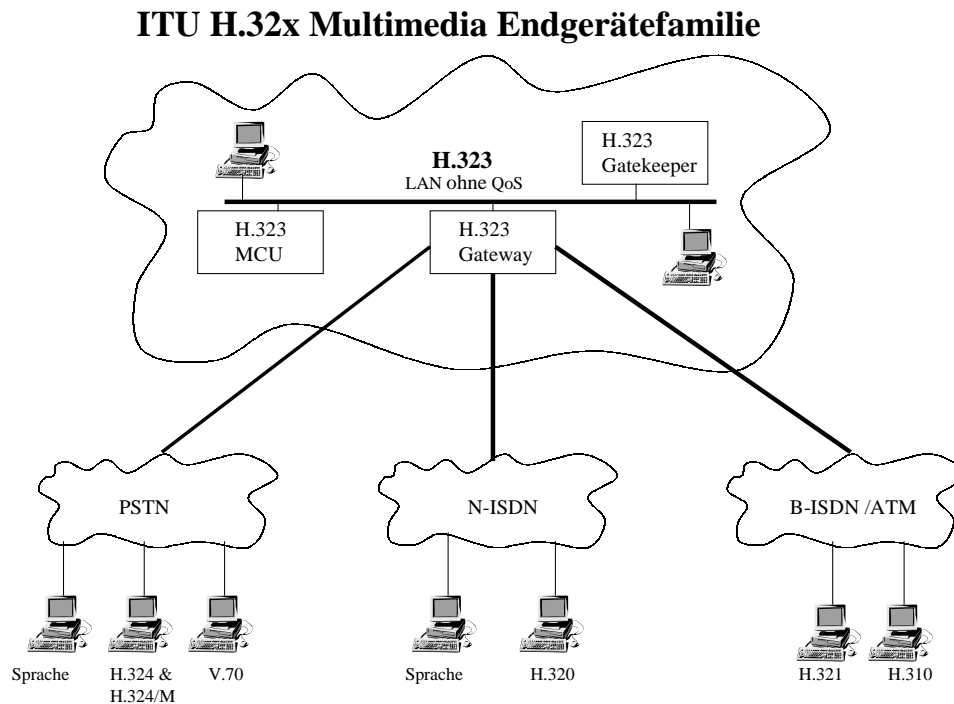 ITU H.32x Multimedia Endgerätefamilie
H.323
Gatekeeper
H.323
LAN ohne QoS
H.323
MCU
H.323
Gateway
PSTN
N-ISDN
B-ISDN /ATM
Sprache
H.324 &
H.324/M
V.70
Sprache
H.320
H.321
H.310